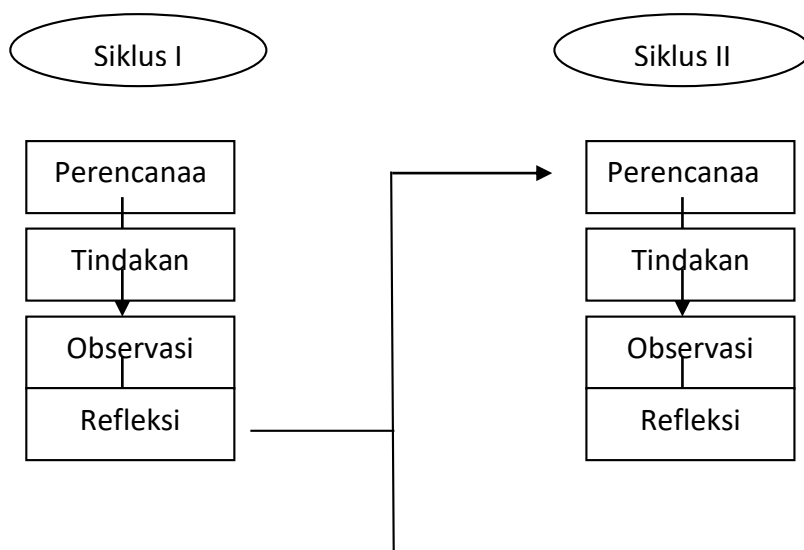 Siklus I
Perencanaa
Tindakan
Observasi
Refleksi
Siklus II
Perencanaa
Tindakan
Observasi
Refleksi